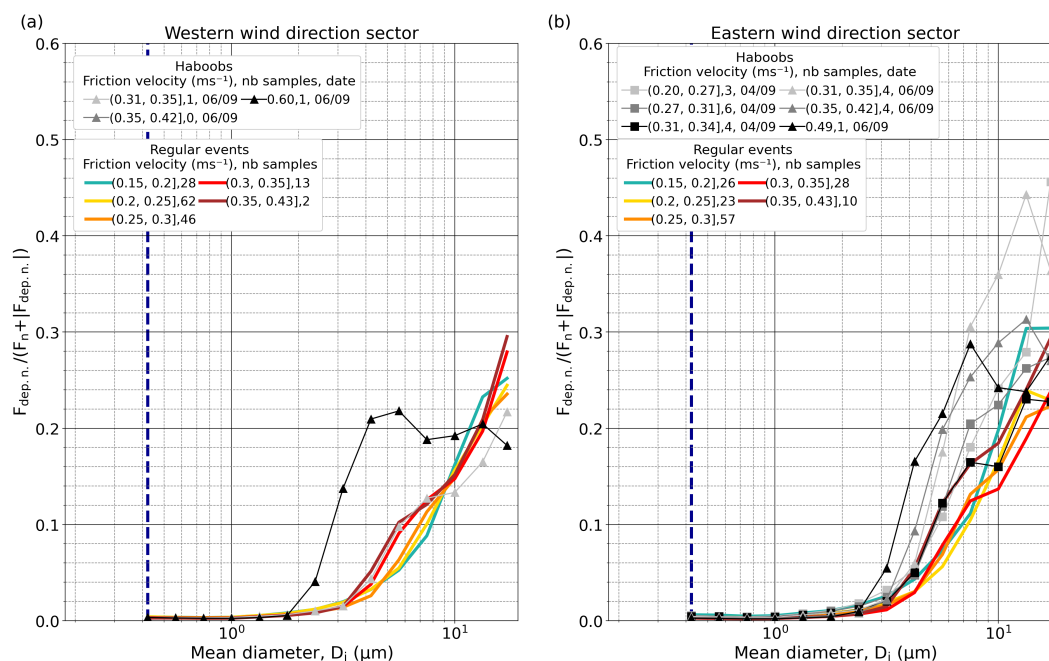 (a)
Western wind direction sector
Haboobs
Friction velocity (ms⁻¹), nb samples, date
(0.31, 0.35],1, 06/09
0.60,1, 06/09
(0.35, 0.42],0, 06/09
Regular events
Friction velocity (ms⁻¹), nb samples
(0.15, 0.2],28
(0.3, 0.35],13
(0.2, 0.25],62
(0.35, 0.43],2
(0.25, 0.3],46
0.6
0.5
0.4
0.3
0.2
0.1
0.0
F_dep. n./(F_n+|F_dep. n.|)
10⁰
10¹
Mean diameter, D_i (μm)
(b)
Eastern wind direction sector
Haboobs
Friction velocity (ms⁻¹), nb samples, date
(0.20, 0.27],3, 04/09
(0.31, 0.35],4, 06/09
(0.27, 0.31],6, 04/09
(0.35, 0.42],4, 06/09
(0.31, 0.34],4, 04/09
0.49,1, 06/09
Regular events
Friction velocity (ms⁻¹), nb samples
(0.15, 0.2],26
(0.3, 0.35],28
(0.2, 0.25],23
(0.35, 0.43],10
(0.25, 0.3],57
0.6
0.5
0.4
0.3
0.2
0.1
0.0
F_dep. n./(F_n+|F_dep. n.|)
10⁰
10¹
Mean diameter, D_i (μm)